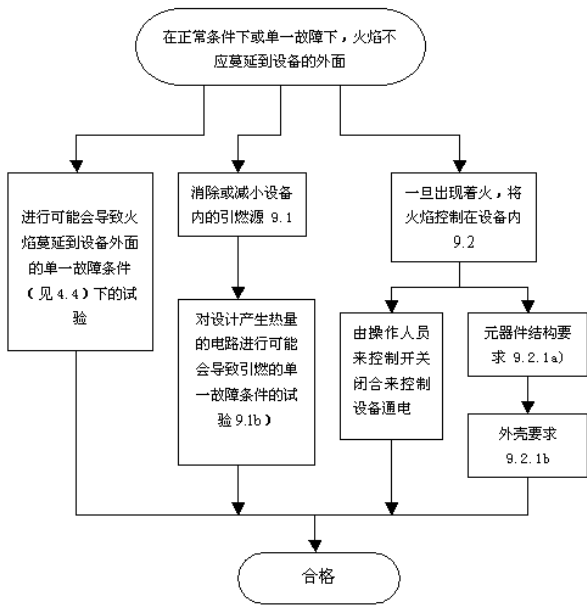 在正常条件下或单一故障下，火焰不
应蔓延到设备的外面
进行可能会导致火
焰蔓延到设备外面
的单一故障条件
（见 4.4）下的试
验
消除或减小设备
内的引燃源 9.1
对设计产生热量
的电路进行可能
会导致引燃的单
一故障条件的试
验 9.1b）
一旦出现着火，将
火焰控制在设备内
9.2
由操作人员
来控制开关
闭合来控制
设备通电
元器件结构要
求 9.2.1a)
外壳要求
9.2.1b
合格